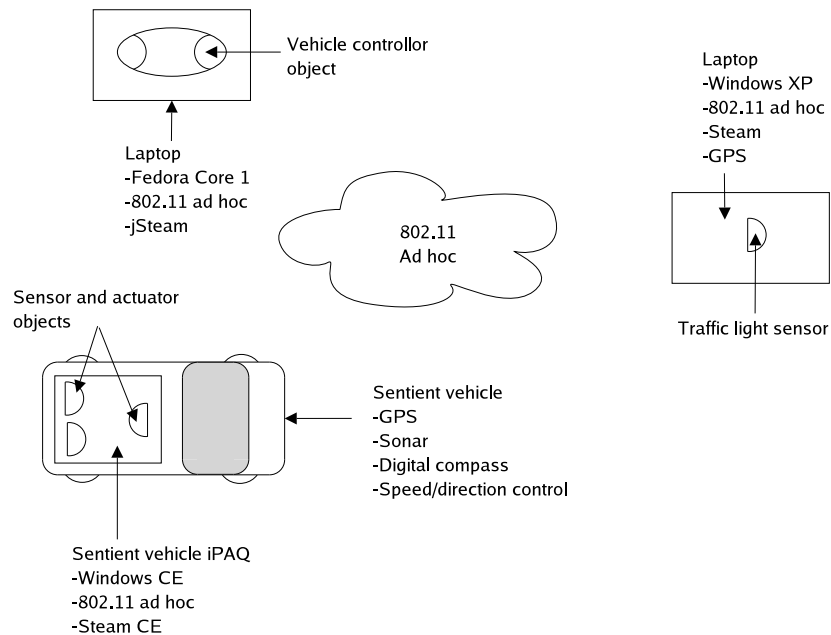 Vehicle controllor
object
Laptop
-Fedora Core 1
-802.11 ad hoc
-jSteam
Laptop
-Windows XP
-802.11 ad hoc
-Steam
-GPS
802.11
Ad hoc
Traffic light sensor
Sensor and actuator
objects
Sentient vehicle
-GPS
-Sonar
-Digital compass
-Speed/direction control
Sentient vehicle iPAQ
-Windows CE
-802.11 ad hoc
-Steam CE